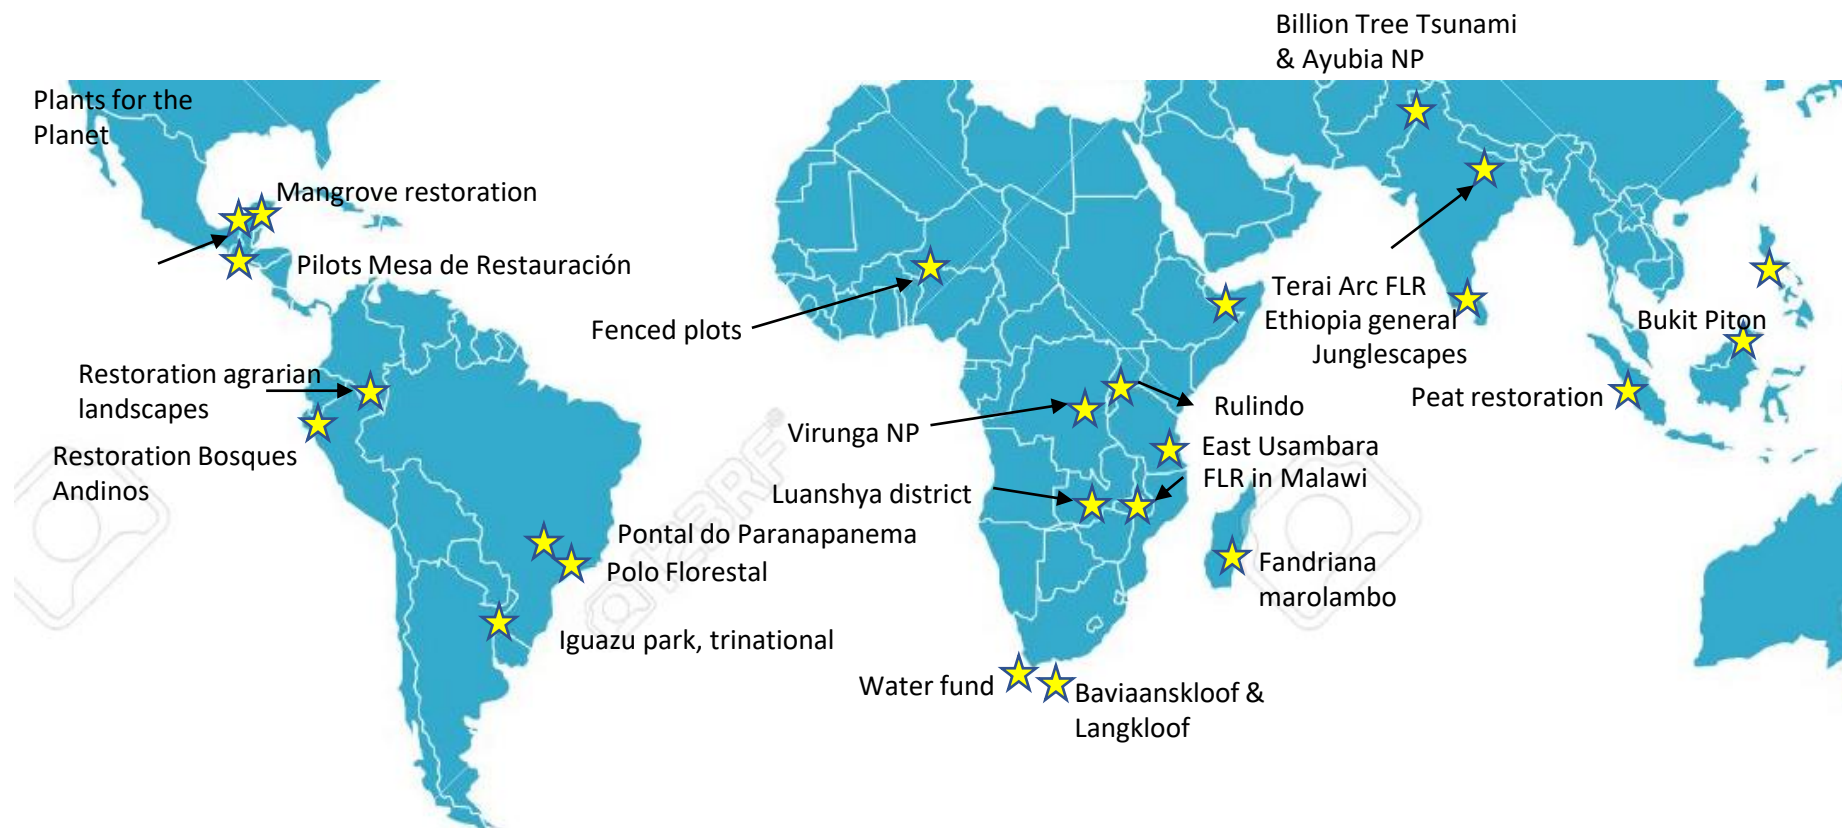 Billion Tree Tsunami
& Ayubia NP
Plants for the
Planet
Mangrove restoration
Pilots Mesa de Restauración
Fenced plots
Terai Arc FLR
Ethiopia general
Junglescapes
Bukit Piton
Restoration agrarian
landscapes
Peat restoration
Rulindo
Virunga NP
East Usambara
FLR in Malawi
Restoration Bosques
Andinos
Luanshya district
Pontal do Paranapanema
Polo Florestal
Fandriana
marolambo
Iguazu park, trinational
Water fund
Baviaanskloof &
Langkloof
123RF®